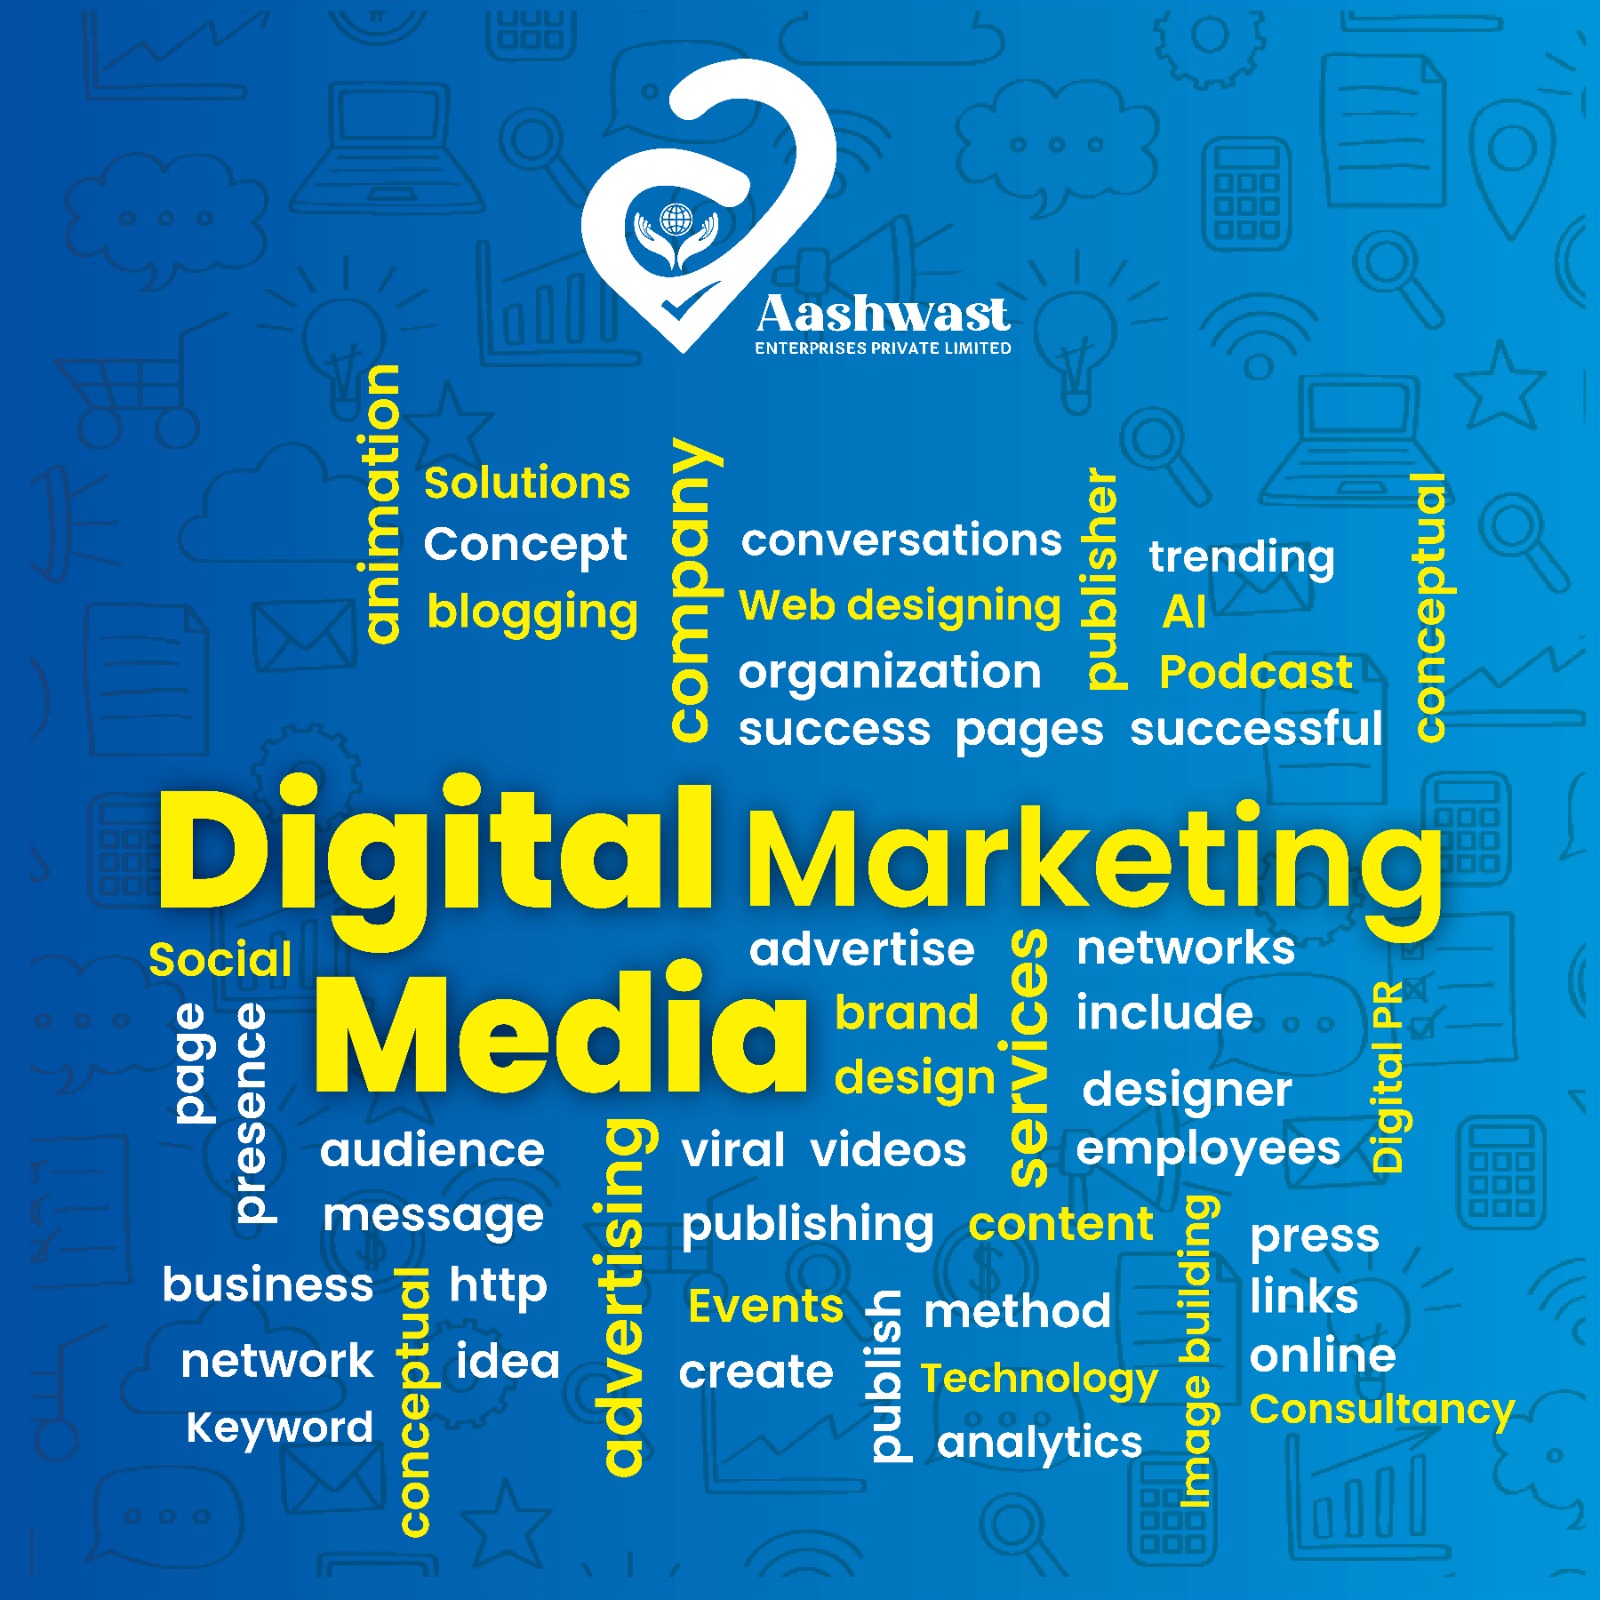 Aashwast
ENTERPRISES PRIVATE LIMITED
animation
Solutions
Concept
blogging
company
conversations
Web designing
organization
success pages successful
publisher
trending
AI
Podcast
conceptual
Digital Marketing
Social
Media
page
presence
advertise
brand
design
services
networks
include
designer
employees
Digital PR
audience
message
advertising
viral videos
publishing content
business
network
Keyword
conceptual
http
idea
Events
create
publish
method
Technology
analytics
Image building
press
links
online
Consultancy